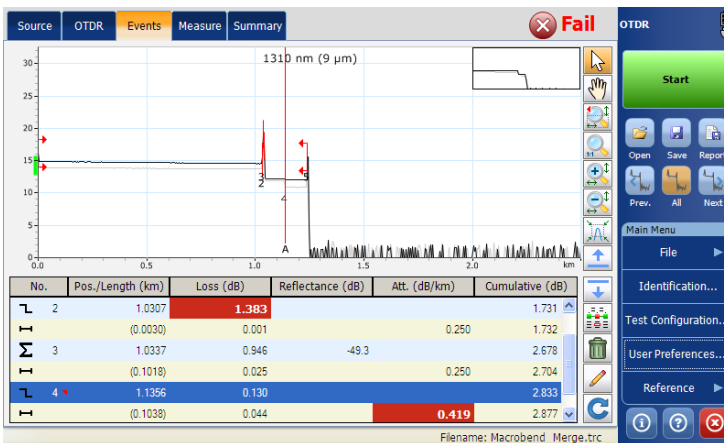 Source OTDR Events Measure Summary Fail OTDR
1310 nm (9 µm)
30
25
20
15
10
5
0
0.0 0.5 1.0 1.5 2.0 km
3
2
4
5
A
Start
Open Save Report
Prev. All Next
Main Menu
File
Identification...
Test Configuration..
User Preferences...
Reference
No. Pos./Length (km) Loss (dB) Reflectance (dB) Att. (dB/km) Cumulative (dB)
2 1.0307 1.383 1.731
(0.0030) 0.001 0.250 1.732
Σ 3 1.0337 0.946 -49.3 2.678
(0.1018) 0.025 0.250 2.704
4 1.1356 0.130 2.833
(0.1038) 0.044 0.419 2.877
Filename: Macrobend Merge.trc